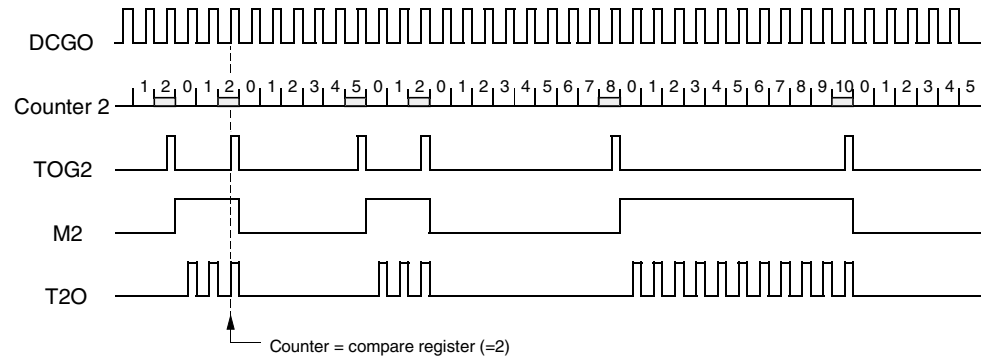 DCGO
1 2 0 1 2 0 1 2 3 4 5 0 1 2 0 1 2 3 4 5 6 7 8 0 1 2 3 4 5 6 7 8 9 10 0 1 2 3 4 5
Counter 2
TOG2
M2
T2O
Counter = compare register (=2)